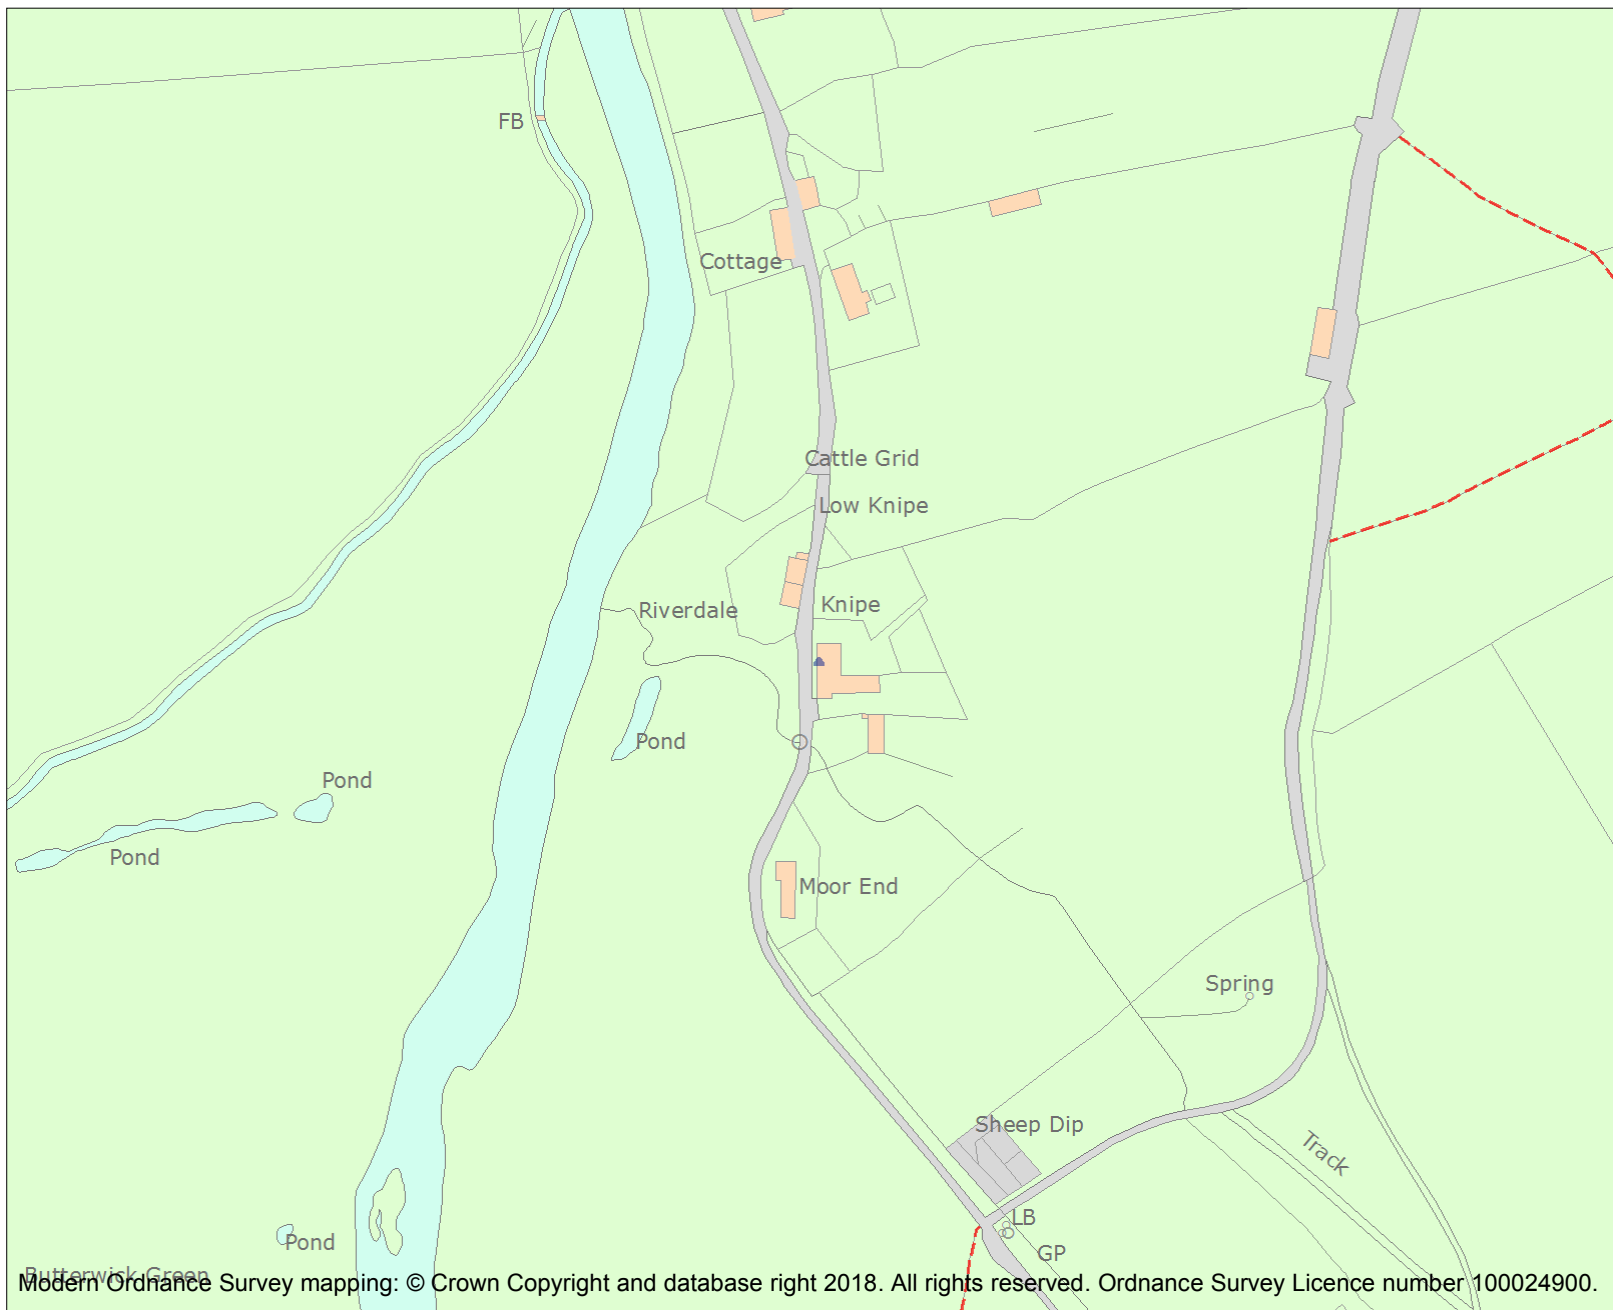 FB
Cottage
Cattle Grid
Low Knipe
Riverdale
Knipe
Pond
Pond
Pond
Moor End
Spring
Sheep Dip
Track
LB
GP
Pond
Butterwick Green
Modern Ordnance Survey mapping: © Crown Copyright and database right 2018. All rights reserved. Ordnance Survey Licence number 100024900.